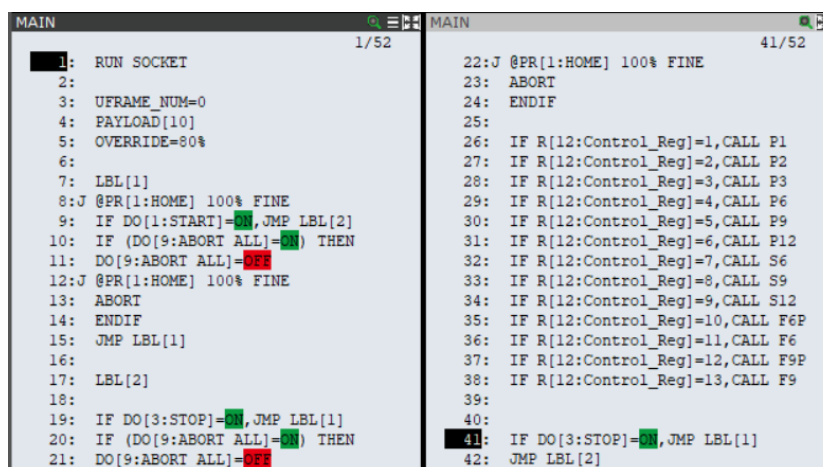 MAIN
1/52
1: RUN SOCKET
2:
3: UFRAME_NUM=0
4: PAYLOAD[10]
5: OVERRIDE=80%
6:
7: LBL[1]
8:J @PR[1:HOME] 100% FINE
9: IF DO[1:START]=ON,JMP LBL[2]
10: IF (DO[9:ABORT ALL]=ON) THEN
11: DO[9:ABORT ALL]=OFF
12:J @PR[1:HOME] 100% FINE
13: ABORT
14: ENDIF
15: JMP LBL[1]
16:
17: LBL[2]
18:
19: IF DO[3:STOP]=ON,JMP LBL[1]
20: IF (DO[9:ABORT ALL]=ON) THEN
21: DO[9:ABORT ALL]=OFF
MAIN
41/52
22:J @PR[1:HOME] 100% FINE
23: ABORT
24: ENDIF
25:
26: IF R[12:Control_Reg]=1,CALL P1
27: IF R[12:Control_Reg]=2,CALL P2
28: IF R[12:Control_Reg]=3,CALL P3
29: IF R[12:Control_Reg]=4,CALL P6
30: IF R[12:Control_Reg]=5,CALL P9
31: IF R[12:Control_Reg]=6,CALL P12
32: IF R[12:Control_Reg]=7,CALL S6
33: IF R[12:Control_Reg]=8,CALL S9
34: IF R[12:Control_Reg]=9,CALL S12
35: IF R[12:Control_Reg]=10,CALL F6P
36: IF R[12:Control_Reg]=11,CALL F6
37: IF R[12:Control_Reg]=12,CALL F9P
38: IF R[12:Control_Reg]=13,CALL F9
39:
40:
41: IF DO[3:STOP]=ON,JMP LBL[1]
42: JMP LBL[2]